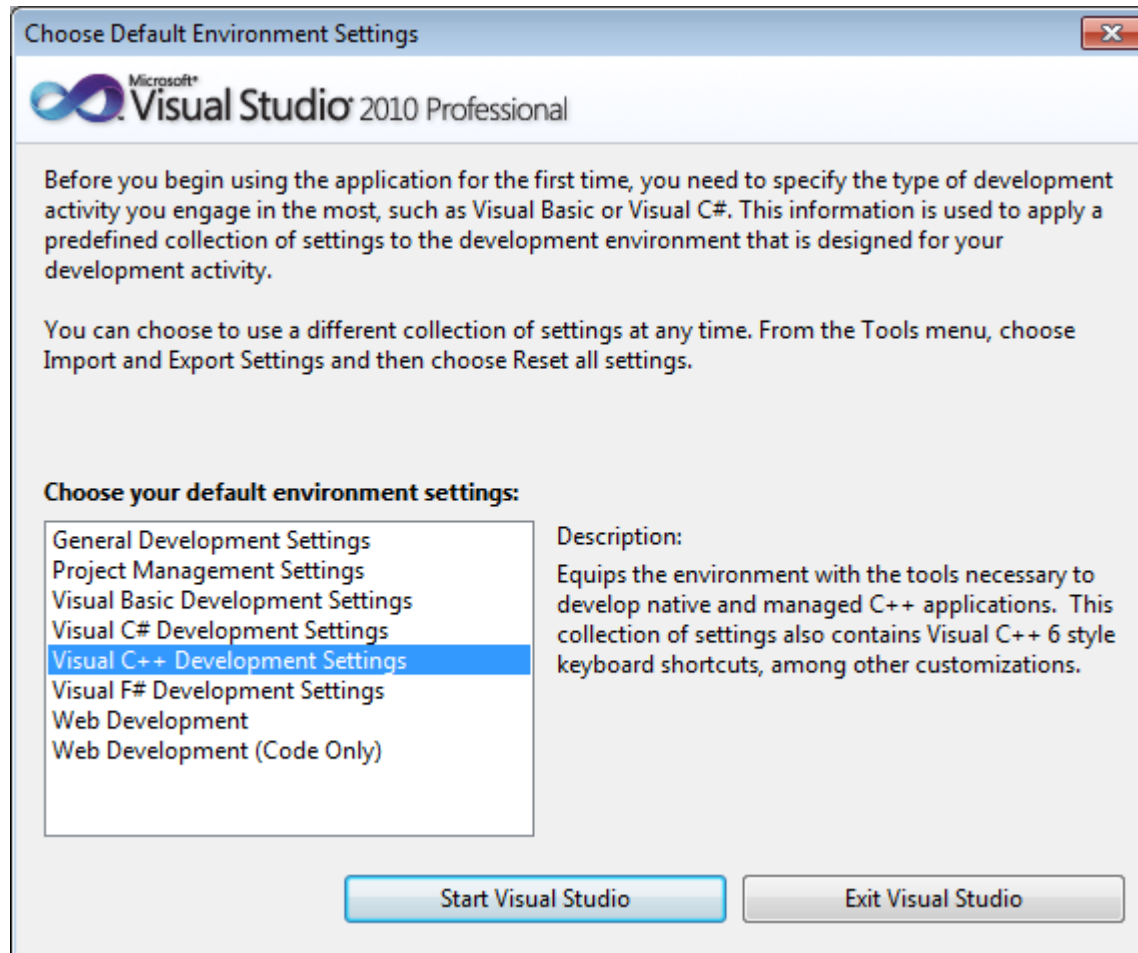 Choose Default Environment Settings
Microsoft®
Visual Studio® 2010 Professional
Before you begin using the application for the first time, you need to specify the type of development
activity you engage in the most, such as Visual Basic or Visual C#. This information is used to apply a
predefined collection of settings to the development environment that is designed for your
development activity.
You can choose to use a different collection of settings at any time. From the Tools menu, choose
Import and Export Settings and then choose Reset all settings.
Choose your default environment settings:
General Development Settings
Project Management Settings
Visual Basic Development Settings
Visual C# Development Settings
Visual C++ Development Settings
Visual F# Development Settings
Web Development
Web Development (Code Only)
Description:
Equips the environment with the tools necessary to
develop native and managed C++ applications.  This
collection of settings also contains Visual C++ 6 style
keyboard shortcuts, among other customizations.
Start Visual Studio
Exit Visual Studio